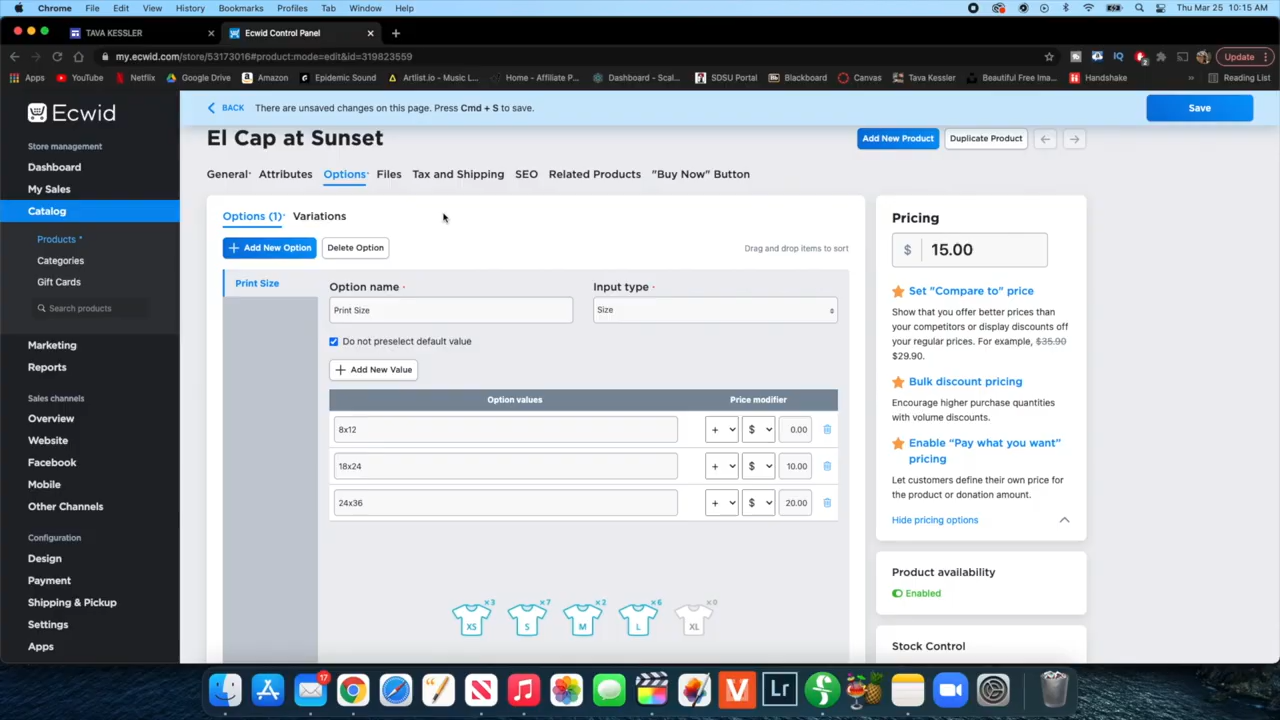 Chrome File Edit View History Bookmarks Profiles Tab Window Help Thu Mar 25 10:15 AM
TAVA KESSLER Ecwid Control Panel
my.ecwid.com/store/53173016#product:mode=edit&id=319823559 IQ 2 Update
Apps YouTube Netflix Google Drive Amazon Epidemic Sound Artlist.io - Music L... Home - Affiliate P... Dashboard - Scal... SDSU Portal Blackboard Canvas Tava Kessler Beautiful Free Ima... Handshake » Reading List
Ecwid
Store management
Dashboard
My Sales
Catalog
Products *
Categories
Gift Cards
Search products
Marketing
Reports
Sales channels
Overview
Website
Facebook
Mobile
Other Channels
Configuration
Design
Payment
Shipping & Pickup
Settings
Apps
BACK There are unsaved changes on this page. Press Cmd + S to save. Save
El Cap at Sunset
Add New Product Duplicate Product
General Attributes Options Files Tax and Shipping SEO Related Products "Buy Now" Button
Options (1) Variations
+ Add New Option Delete Option Drag and drop items to sort
Print Size
Option name Input type
Print Size Size
Do not preselect default value
+ Add New Value
Option values Price modifier
8x12 + $ 0.00
18x24 + $ 10.00
24x36 + $ 20.00
×3 ×7 ×2 ×6 ×0
XS S M L XL
Pricing
$ 15.00
Set "Compare to" price
Show that you offer better prices than
your competitors or display discounts off
your regular prices. For example, $35.90
$29.90.
Bulk discount pricing
Encourage higher purchase quantities
with volume discounts.
Enable “Pay what you want”
pricing
Let customers define their own price for
the product or donation amount.
Hide pricing options
Product availability
Enabled
Stock Control
17 V Lr